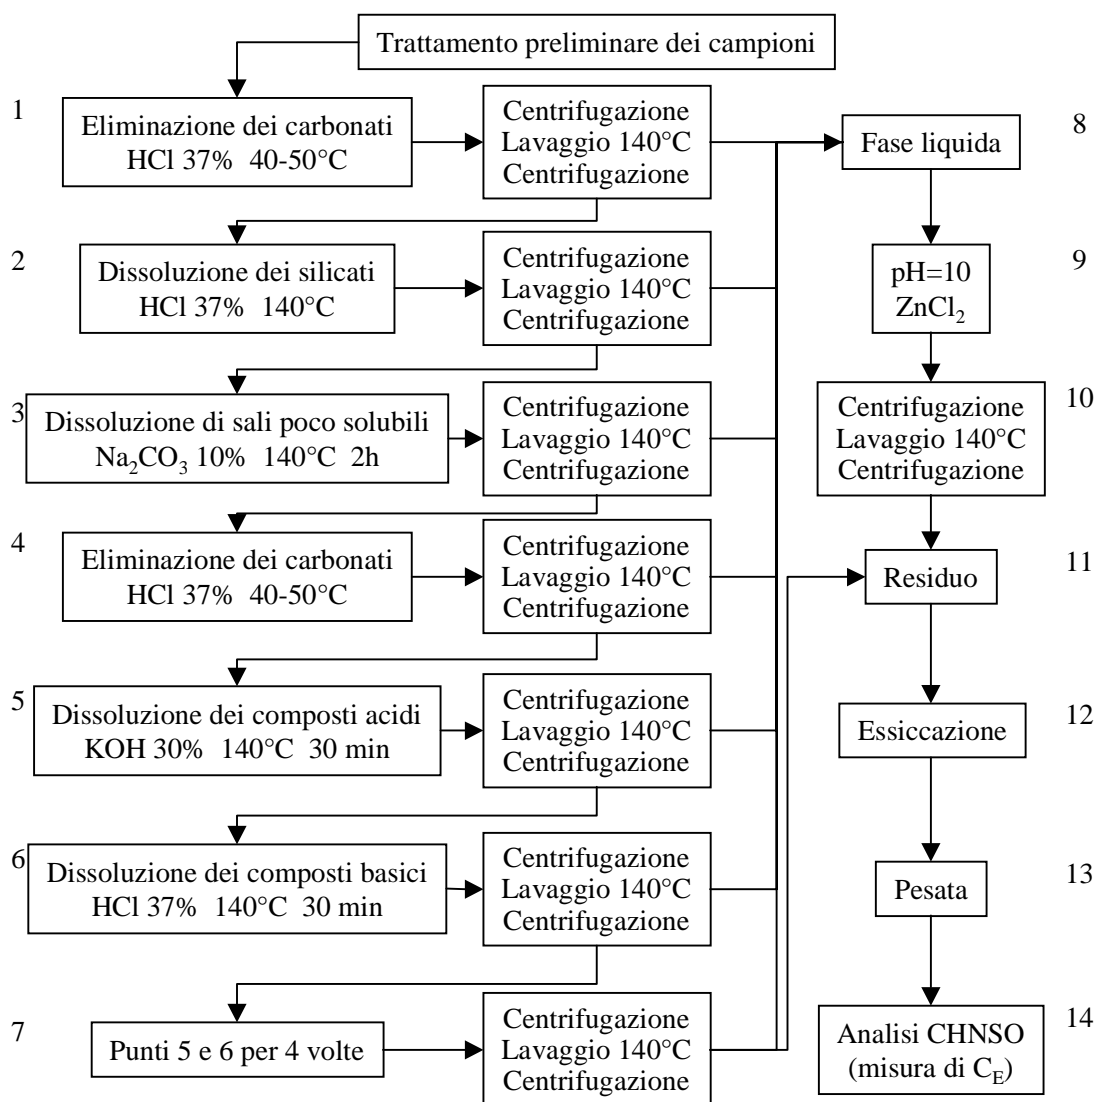 Trattamento preliminare dei campioni
1
Eliminazione dei carbonati
HCl 37% 40-50°C
Centrifugazione
Lavaggio 140°C
Centrifugazione
2
Dissoluzione dei silicati
HCl 37% 140°C
Centrifugazione
Lavaggio 140°C
Centrifugazione
3
Dissoluzione di sali poco solubili
Na₂CO₃ 10% 140°C 2h
Centrifugazione
Lavaggio 140°C
Centrifugazione
4
Eliminazione dei carbonati
HCl 37% 40-50°C
Centrifugazione
Lavaggio 140°C
Centrifugazione
5
Dissoluzione dei composti acidi
KOH 30% 140°C 30 min
Centrifugazione
Lavaggio 140°C
Centrifugazione
6
Dissoluzione dei composti basici
HCl 37% 140°C 30 min
Centrifugazione
Lavaggio 140°C
Centrifugazione
7
Punti 5 e 6 per 4 volte
Centrifugazione
Lavaggio 140°C
Centrifugazione
Fase liquida
8
pH=10
ZnCl₂
9
Centrifugazione
Lavaggio 140°C
Centrifugazione
10
Residuo
11
Essiccazione
12
Pesata
13
Analisi CHNSO
(misura di C_E)
14